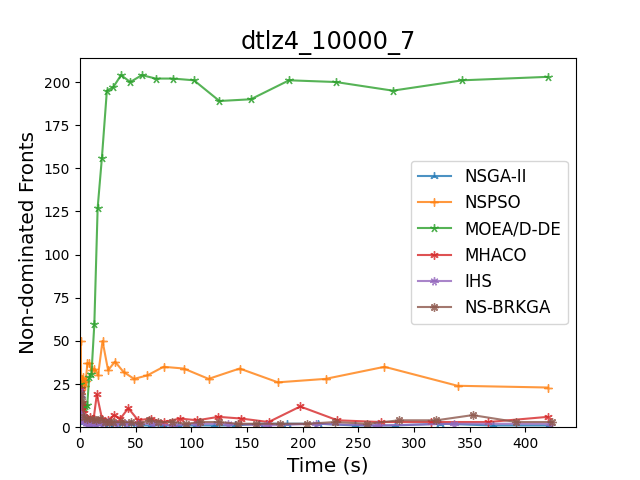 dtlz4_10000_7
Non-dominated Fronts
200
175
150
125
100
75
50
25
0
NSGA-II
NSPSO
MOEA/D-DE
MHACO
IHS
NS-BRKGA
0 50 100 150 200 250 300 350 400
Time (s)